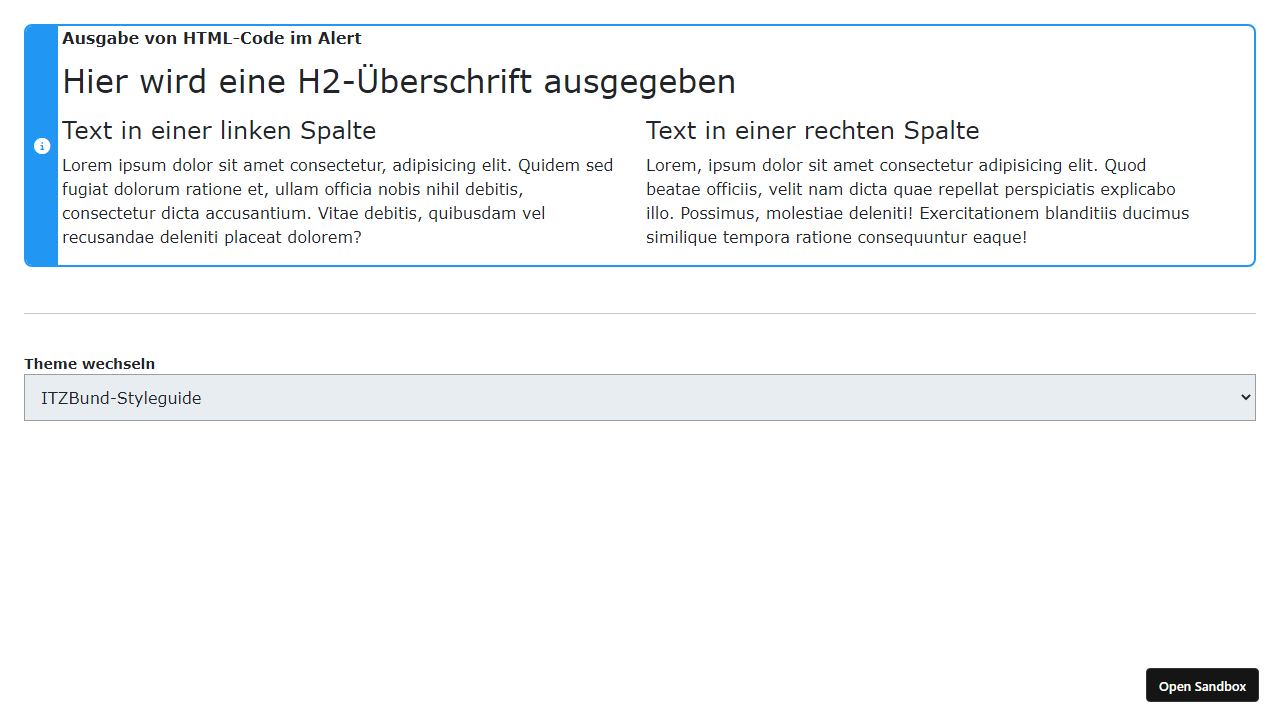 Ausgabe von HTML-Code im Alert
Hier wird eine H2-Überschrift ausgegeben
Text in einer linken Spalte
Lorem ipsum dolor sit amet consectetur, adipisicing elit. Quidem sed
fugiat dolorum ratione et, ullam officia nobis nihil debitis,
consectetur dicta accusantium. Vitae debitis, quibusdam vel
recusandae deleniti placeat dolorem?
Text in einer rechten Spalte
Lorem, ipsum dolor sit amet consectetur adipisicing elit. Quod
beatae officiis, velit nam dicta quae repellat perspiciatis explicabo
illo. Possimus, molestiae deleniti! Exercitationem blanditiis ducimus
similique tempora ratione consequuntur eaque!
Theme wechseln
ITZBund-Styleguide
Open Sandbox